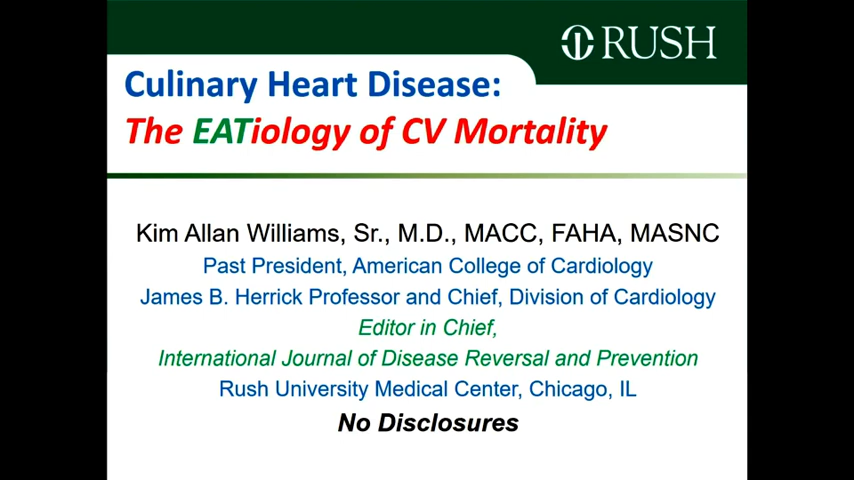 RUSH
Culinary Heart Disease:
The EATiology of CV Mortality
Kim Allan Williams, Sr., M.D., MACC, FAHA, MASNC
Past President, American College of Cardiology
James B. Herrick Professor and Chief, Division of Cardiology
Editor in Chief,
International Journal of Disease Reversal and Prevention
Rush University Medical Center, Chicago, IL
No Disclosures